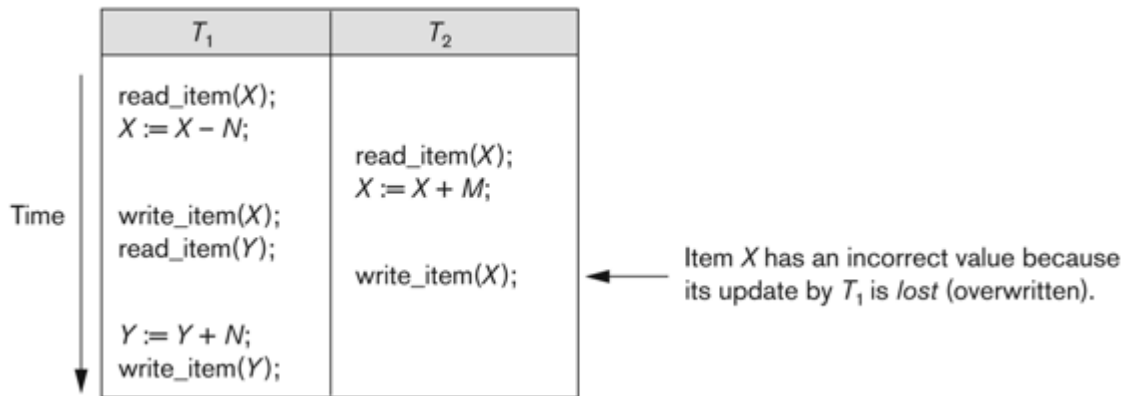 T1 T2
read_item(X);
X := X – N;
read_item(X);
X := X + M;
Time
write_item(X);
read_item(Y);
write_item(X);
Item X has an incorrect value because
its update by T1 is lost (overwritten).
Y := Y + N;
write_item(Y);